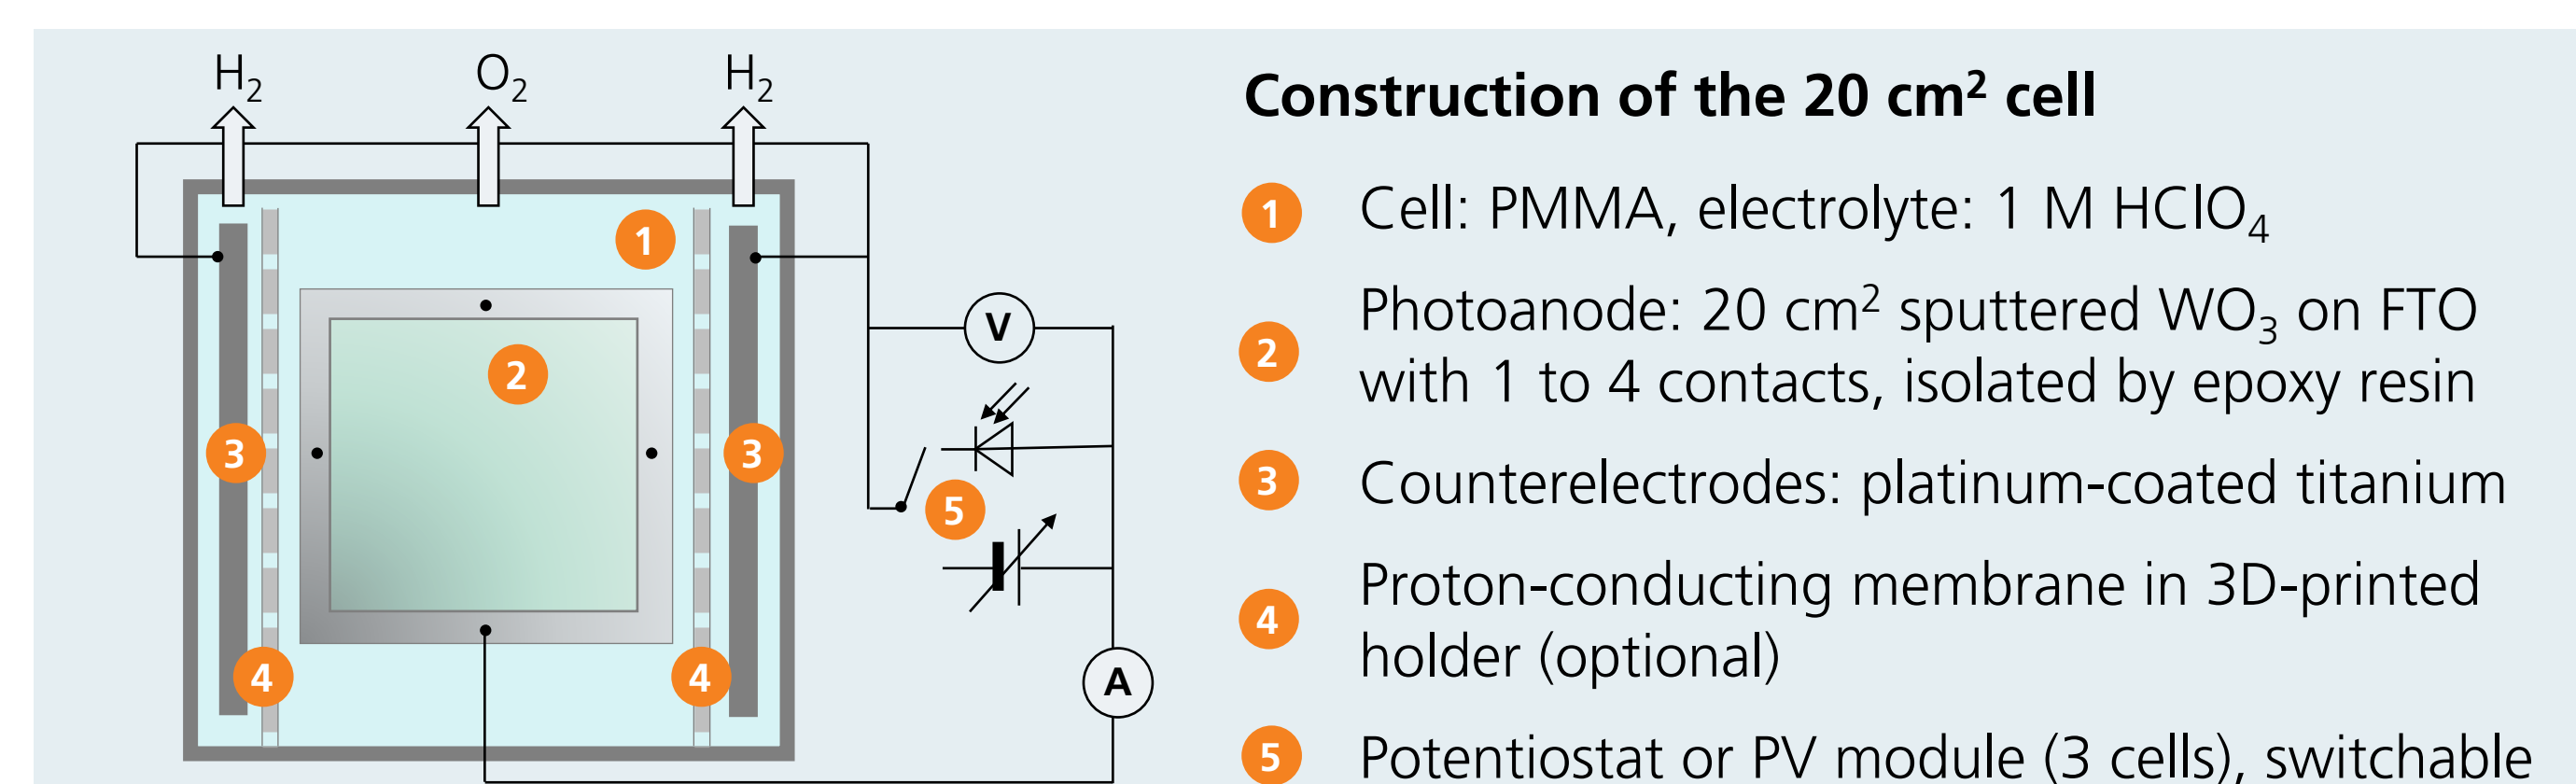 H₂ O₂ H₂
1
2
3 3
4 4
5
V
A
Construction of the 20 cm² cell
1 Cell: PMMA, electrolyte: 1 M HClO₄
2 Photoanode: 20 cm² sputtered WO₃ on FTO
with 1 to 4 contacts, isolated by epoxy resin
3 Counterelectrodes: platinum-coated titanium
4 Proton-conducting membrane in 3D-printed
holder (optional)
5 Potentiostat or PV module (3 cells), switchable